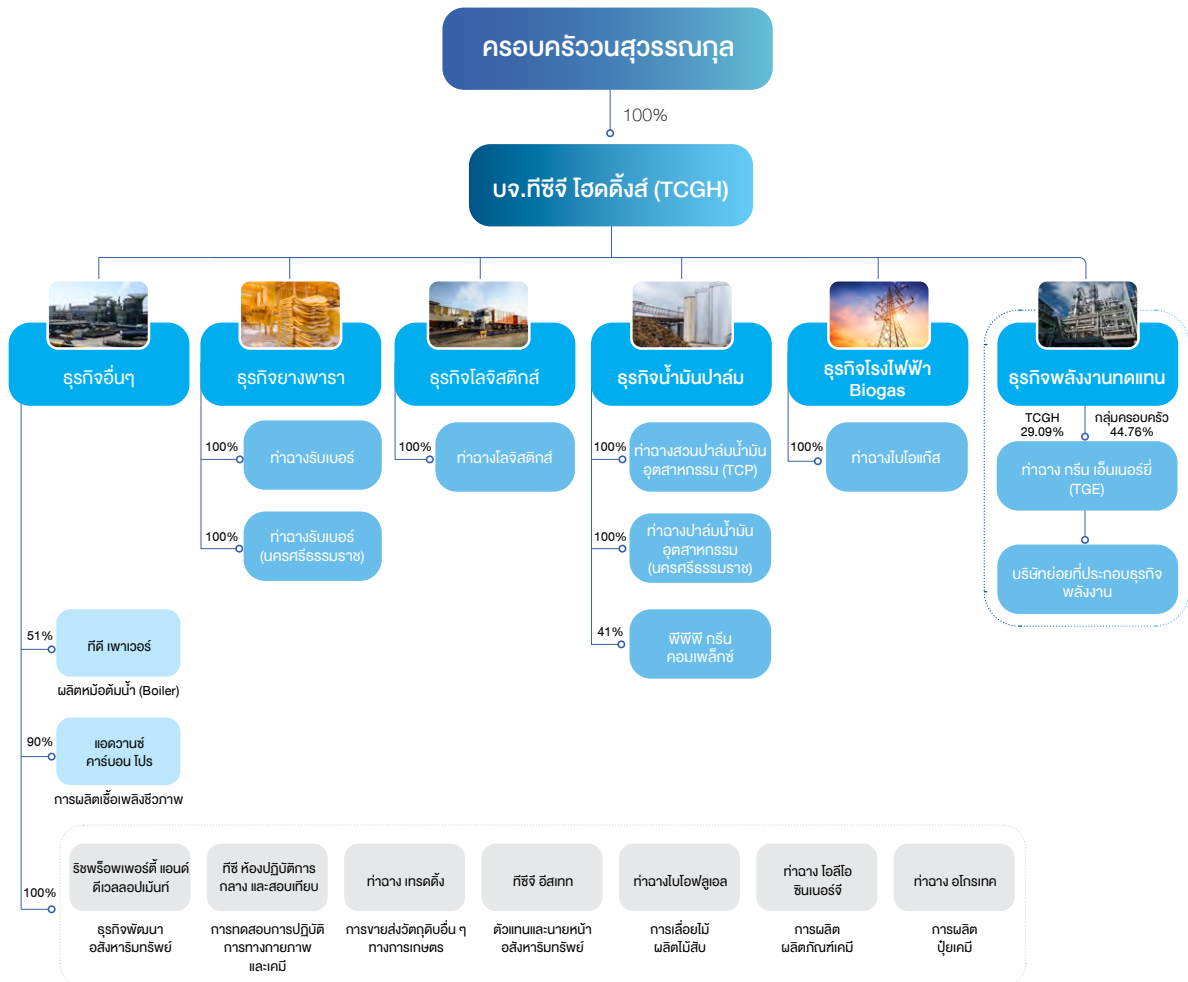 ครอบครัววนสุวรรณกุล
100%
บจ.ทีซีจี โฮดดิ้งส์ (TCGH)
ธุรกิจอื่นๆ
ธุรกิจยางพารา
ธุรกิจโลจิสติกส์
ธุรกิจน้ำมันปาล์ม
ธุรกิจโรงไฟฟ้า
Biogas
ธุรกิจพลังงานทดแทน
TCGH
29.09%
กลุ่มครอบครัว
44.76%
100%
ท่าฉางรับเบอร์
100%
ท่าฉางโลจิสติกส์
100%
ท่าฉางสวนปาล์มน้ำมัน
อุตสาหกรรม (TCP)
100%
ท่าฉางไบโอแก๊ส
ท่าฉาง กรีน เอ็นเนอร์ยี่
(TGE)
100%
ท่าฉางรับเบอร์
(นครศรีธรรมราช)
100%
ท่าฉางปาล์มน้ำมัน
อุตสาหกรรม
(นครศรีธรรมราช)
บริษัทย่อยที่ประกอบธุรกิจ
พลังงาน
51%
ทีดี เพาเวอร์
ผลิตหม้อต้มน้ำ (Boiler)
41%
พีพีพี กรีน
คอมเพล็กซ์
90%
แอดวานซ์
คาร์บอน โปร
การผลิตเชื้อเพลิงชีวภาพ
100%
ริชพร็อพเพอร์ตี้ แอนด์
ดีเวลลอปเม้นท์
ธุรกิจพัฒนา
อสังหาริมทรัพย์
ทีซี ห้องปฏิบัติการ
กลาง และสอบเทียบ
การทดสอบการปฏิบัติ
การทางกายภาพ
และเคมี
ท่าฉาง เทรดดิ้ง
การขายส่งวัตถุดิบอื่น ๆ
ทางการเกษตร
ทีซีจี อีสเทท
ตัวแทนและนายหน้า
อสังหาริมทรัพย์
ท่าฉางไบโอฟลูเอล
การเลื่อยไม้
ผลิตไม้สับ
ท่าฉาง โอลีโอ
ซินเนอร์จี
การผลิต
ผลิตภัณฑ์เคมี
ท่าฉาง อโกรเทค
การผลิต
ปุ๋ยเคมี